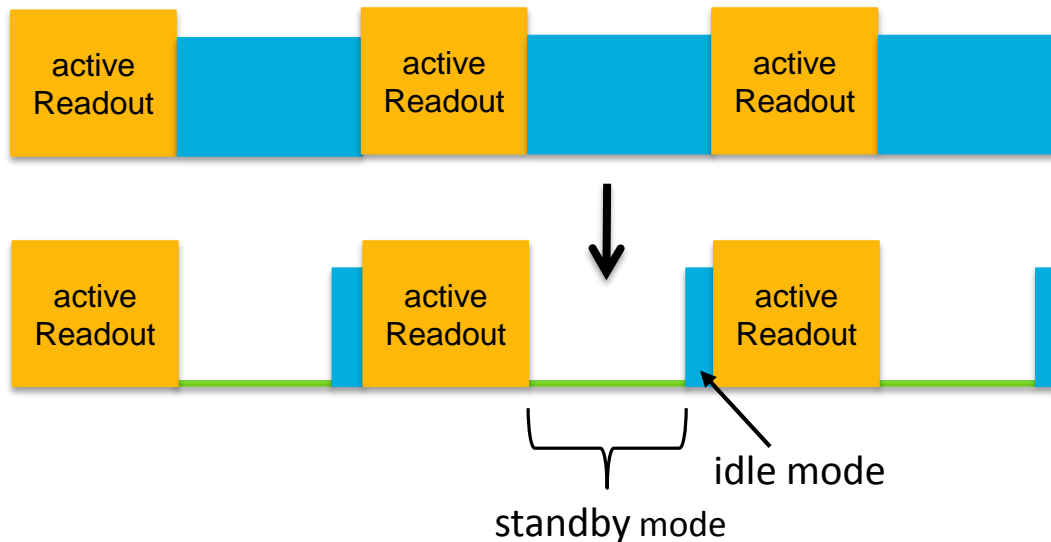 active
Readout
active
Readout
active
Readout
active
Readout
active
Readout
active
Readout
idle mode
standby mode